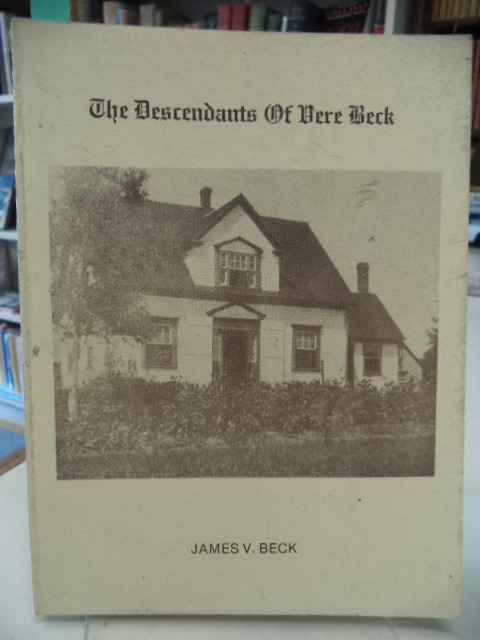 The Descendants Of Vere Beck
JAMES V. BECK